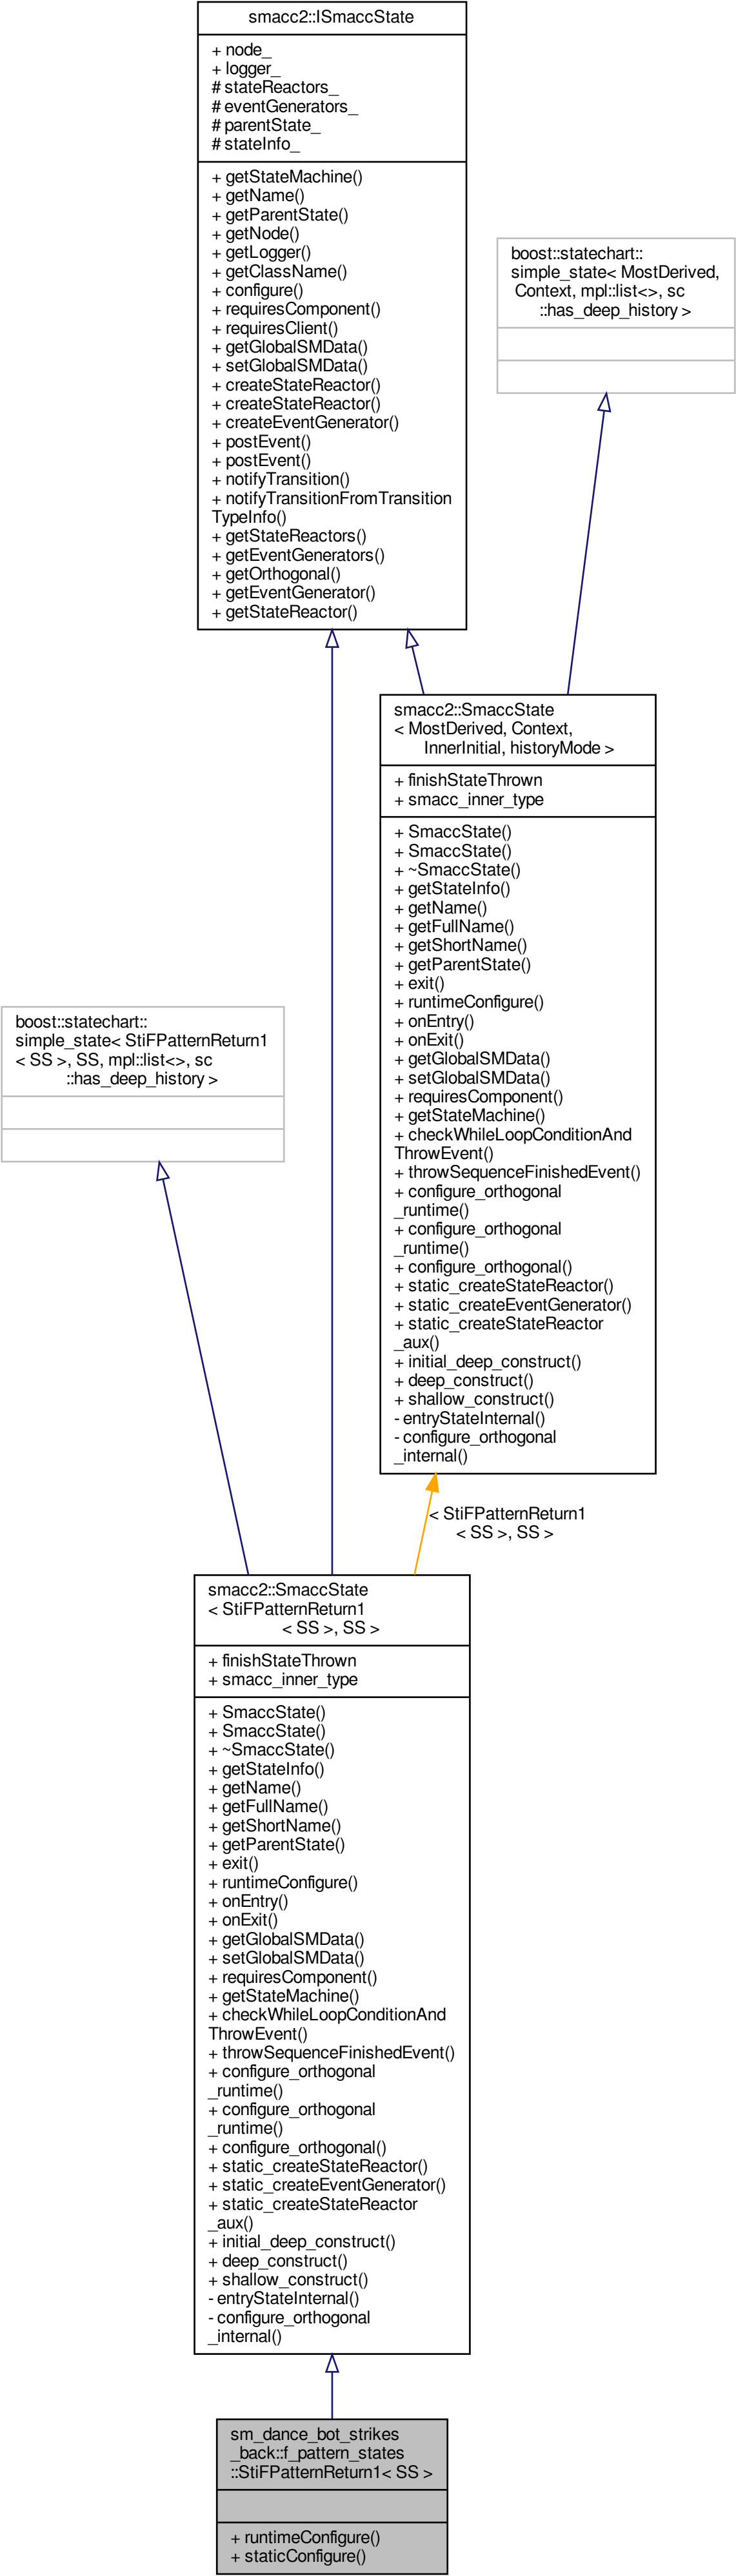 smacc2::ISmaccState
+ node_
+ logger_
# stateReactors_
# eventGenerators_
# parentState_
# stateInfo_
+ getStateMachine()
+ getName()
+ getParentState()
+ getNode()
+ getLogger()
+ getClassName()
+ configure()
+ requiresComponent()
+ requiresClient()
+ getGlobalSMData()
+ setGlobalSMData()
+ createStateReactor()
+ createStateReactor()
+ createEventGenerator()
+ postEvent()
+ postEvent()
+ notifyTransition()
+ notifyTransitionFromTransition
TypeInfo()
+ getStateReactors()
+ getEventGenerators()
+ getOrthogonal()
+ getEventGenerator()
+ getStateReactor()
boost::statechart::
simple_state< MostDerived,
Context, mpl::list<>, sc
::has_deep_history >
smacc2::SmaccState
< MostDerived, Context,
InnerInitial, historyMode >
+ finishStateThrown
+ smacc_inner_type
+ SmaccState()
+ SmaccState()
+ ~SmaccState()
+ getStateInfo()
+ getName()
+ getFullName()
+ getShortName()
+ getParentState()
+ exit()
+ runtimeConfigure()
+ onEntry()
+ onExit()
+ getGlobalSMData()
+ setGlobalSMData()
+ requiresComponent()
+ getStateMachine()
+ checkWhileLoopConditionAnd
ThrowEvent()
+ throwSequenceFinishedEvent()
+ configure_orthogonal
_runtime()
+ configure_orthogonal
_runtime()
+ configure_orthogonal()
+ static_createStateReactor()
+ static_createEventGenerator()
+ static_createStateReactor
_aux()
+ initial_deep_construct()
+ deep_construct()
+ shallow_construct()
- entryStateInternal()
- configure_orthogonal
_internal()
boost::statechart::
simple_state< StiFPatternReturn1
< SS >, SS, mpl::list<>, sc
::has_deep_history >
< StiFPatternReturn1
< SS >, SS >
smacc2::SmaccState
< StiFPatternReturn1
< SS >, SS >
+ finishStateThrown
+ smacc_inner_type
+ SmaccState()
+ SmaccState()
+ ~SmaccState()
+ getStateInfo()
+ getName()
+ getFullName()
+ getShortName()
+ getParentState()
+ exit()
+ runtimeConfigure()
+ onEntry()
+ onExit()
+ getGlobalSMData()
+ setGlobalSMData()
+ requiresComponent()
+ getStateMachine()
+ checkWhileLoopConditionAnd
ThrowEvent()
+ throwSequenceFinishedEvent()
+ configure_orthogonal
_runtime()
+ configure_orthogonal
_runtime()
+ configure_orthogonal()
+ static_createStateReactor()
+ static_createEventGenerator()
+ static_createStateReactor
_aux()
+ initial_deep_construct()
+ deep_construct()
+ shallow_construct()
- entryStateInternal()
- configure_orthogonal
_internal()
sm_dance_bot_strikes
_back::f_pattern_states
::StiFPatternReturn1< SS >
+ runtimeConfigure()
+ staticConfigure()